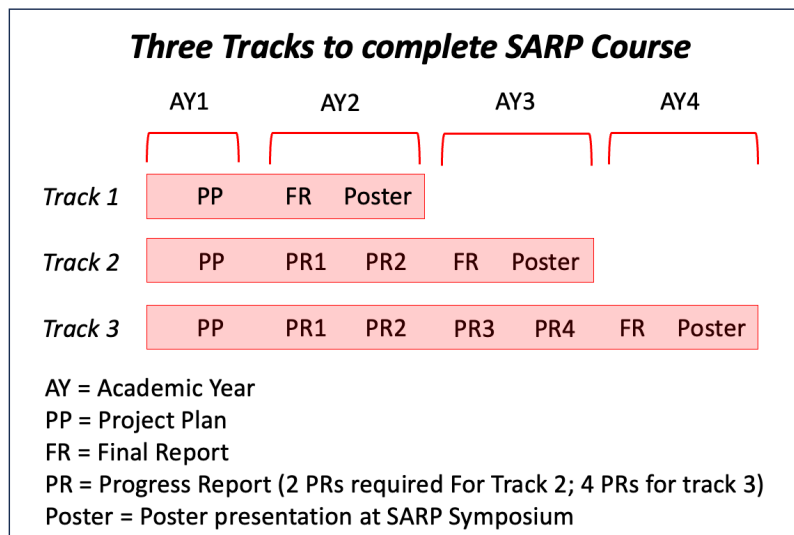 Three Tracks to complete SARP Course
AY1 AY2 AY3 AY4
Track 1 PP FR Poster
Track 2 PP PR1 PR2 FR Poster
Track 3 PP PR1 PR2 PR3 PR4 FR Poster
AY = Academic Year
PP = Project Plan
FR = Final Report
PR = Progress Report (2 PRs required For Track 2; 4 PRs for track 3)
Poster = Poster presentation at SARP Symposium